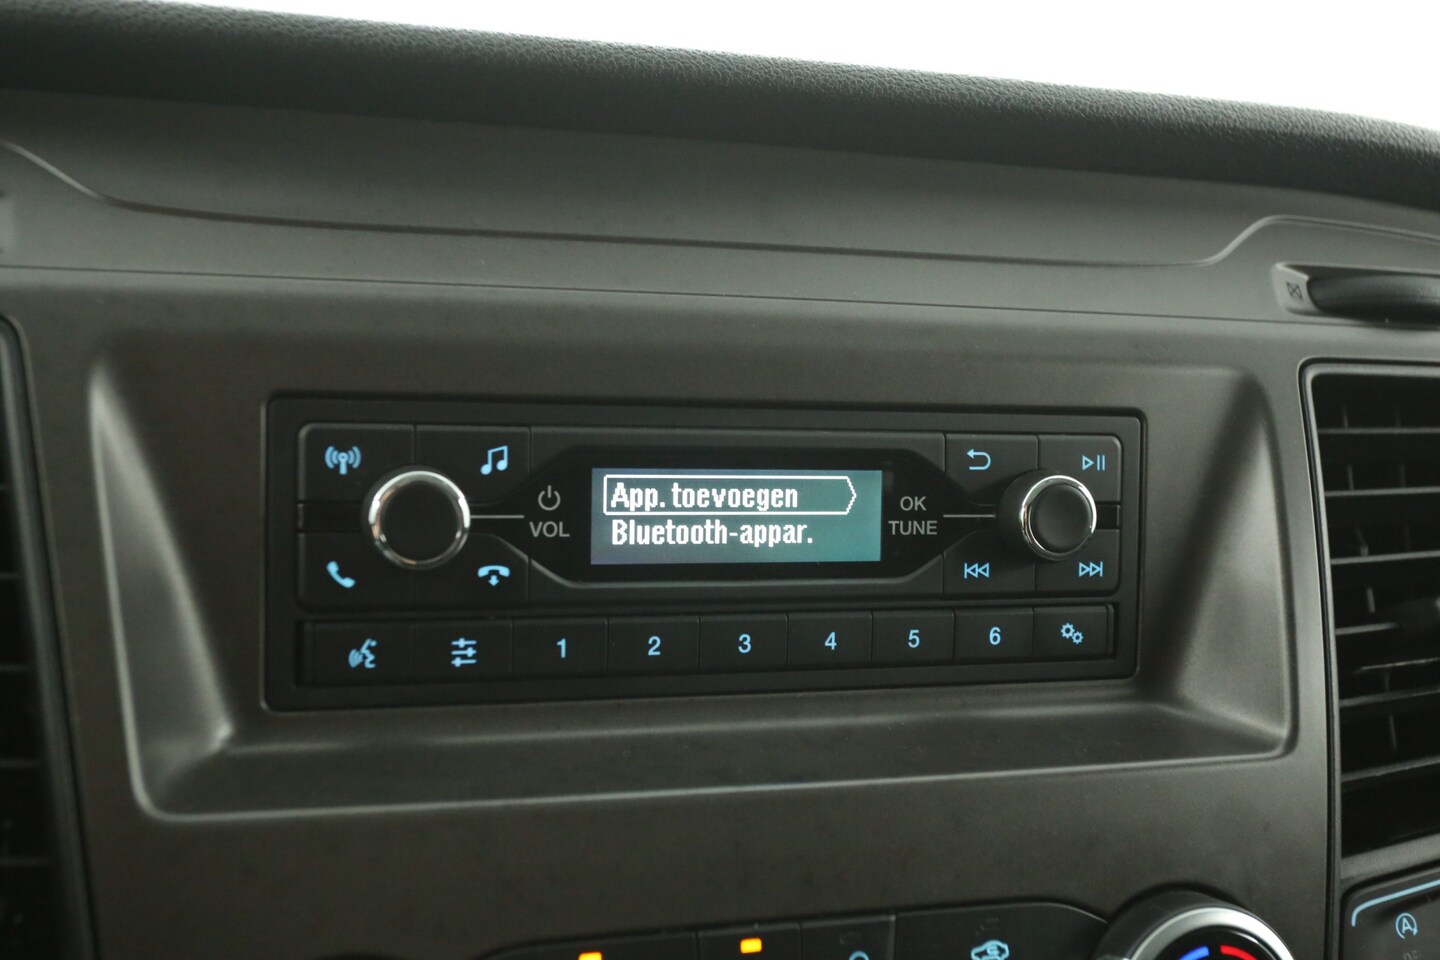 App. toevoegen
Bluetooth-appar.
VOL
OK
TUNE
1 2 3 4 5 6
A